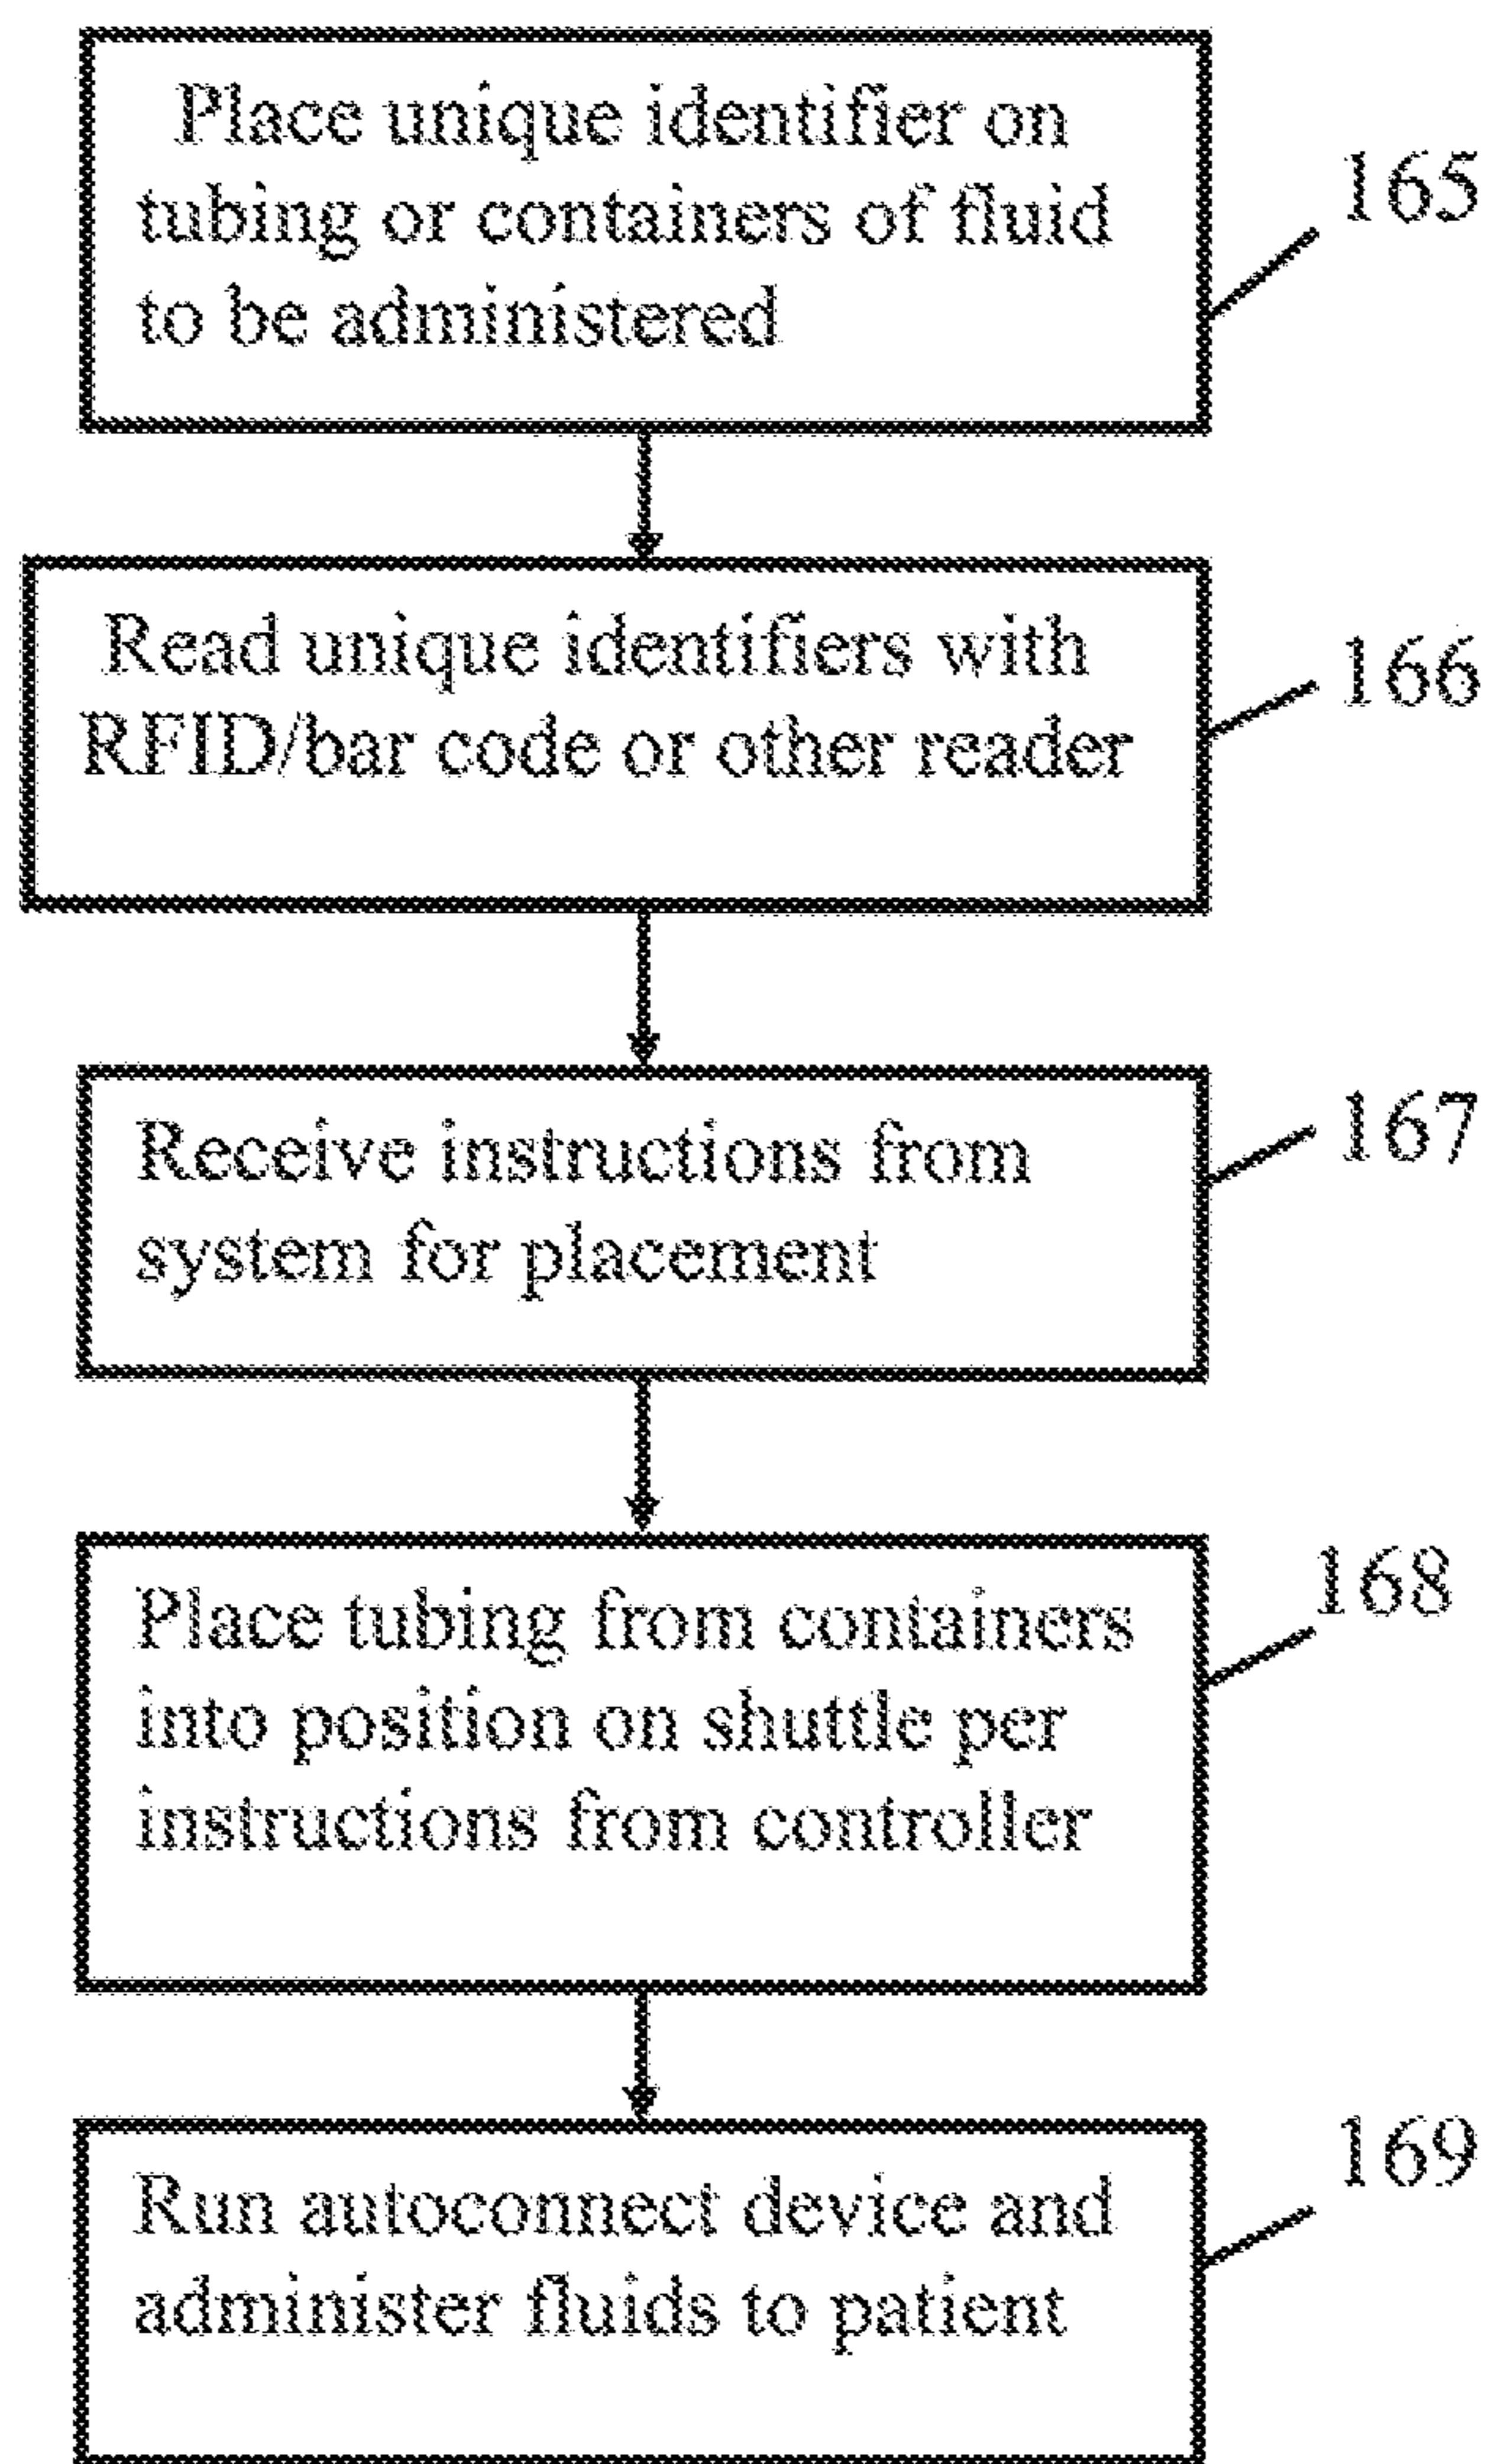 Place unique identifier on
tubing or containers of fluid
to be administered
165
Read unique identifiers with
RFID/bar code or other reader
166
Receive instructions from
system for placement
167
Place tubing from containers
into position on shuttle per
instructions from controller
168
Run autoconnect device and
administer fluids to patient
169